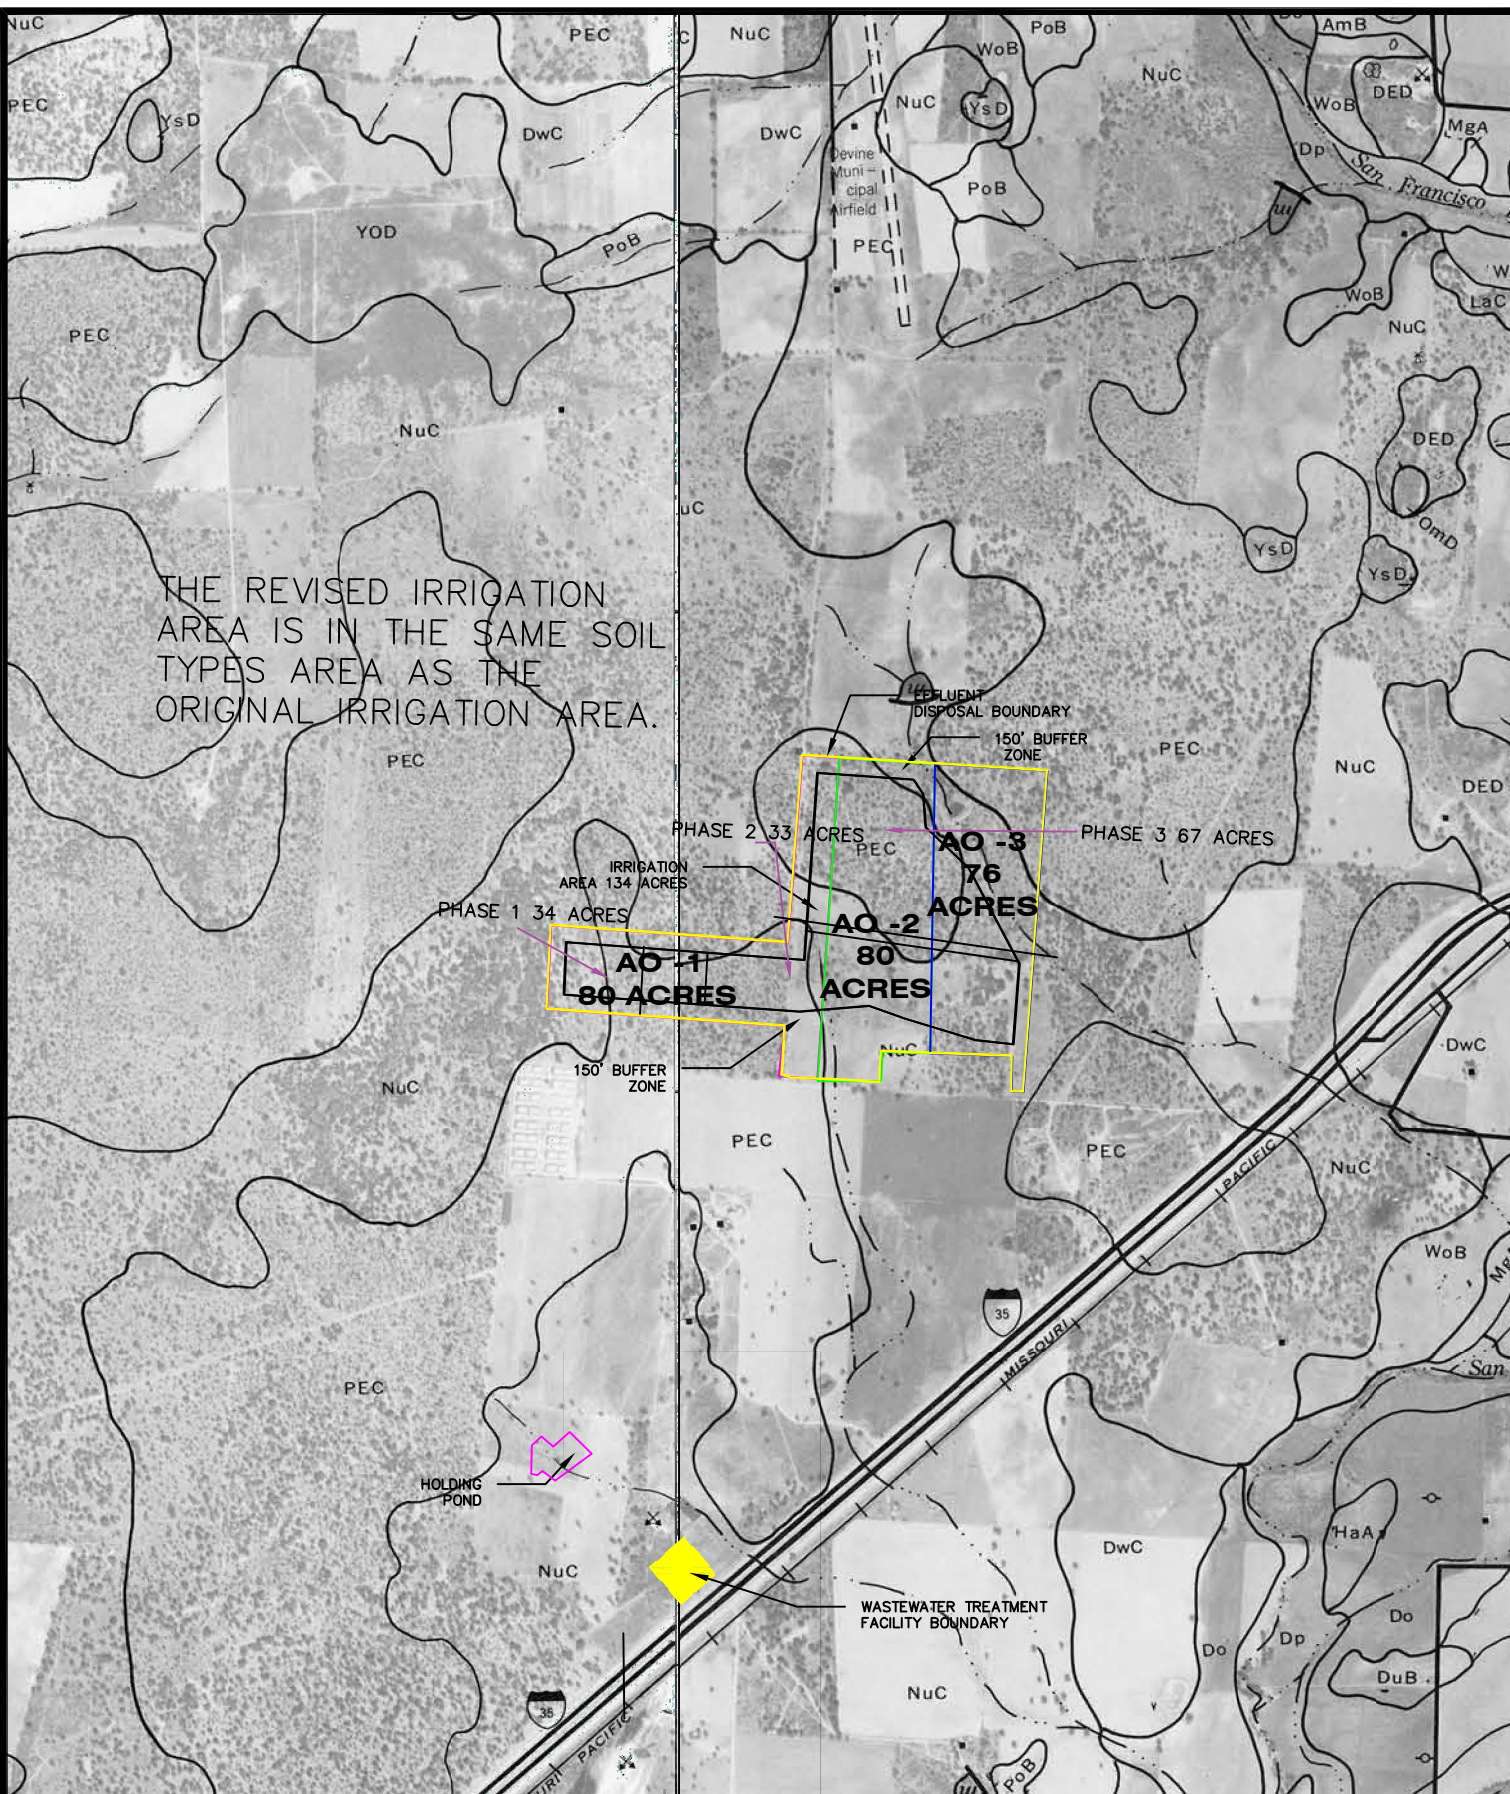 NuC
PEC
C
NuC
WoB
PoB
AmB
NuC
DED
PEC
YsD
DwC
DwC
NuC
YsD
WoB
MgA
Devine
Muni-
cipal
Airfield
Dp
San Francisco
PoB
YOD
PoB
PEC
W
PEC
WoB
LaC
NuC
NuC
DED
uC
OmD
YsD
YsD
THE REVISED IRRIGATION
AREA IS IN THE SAME SOIL
TYPES AREA AS THE
ORIGINAL IRRIGATION AREA.
EFFLUENT
DISPOSAL BOUNDARY
150' BUFFER
ZONE
PEC
PEC
NuC
DED
PHASE 2 33 ACRES
PEC
PHASE 3 67 ACRES
AO -3
76
ACRES
IRRIGATION
AREA 134 ACRES
PHASE 1 34 ACRES
AO -2
80
ACRES
AO -1
80 ACRES
NuC
DwC
150' BUFFER
ZONE
NuC
PEC
PEC
NuC
PACIFIC
WoB
35
MISSOURI
San
PEC
HOLDING
POND
HaA
DwC
NuC
WASTEWATER TREATMENT
FACILITY BOUNDARY
Do
Dp
Do
DuB
NuC
35
PACIFIC
PoB